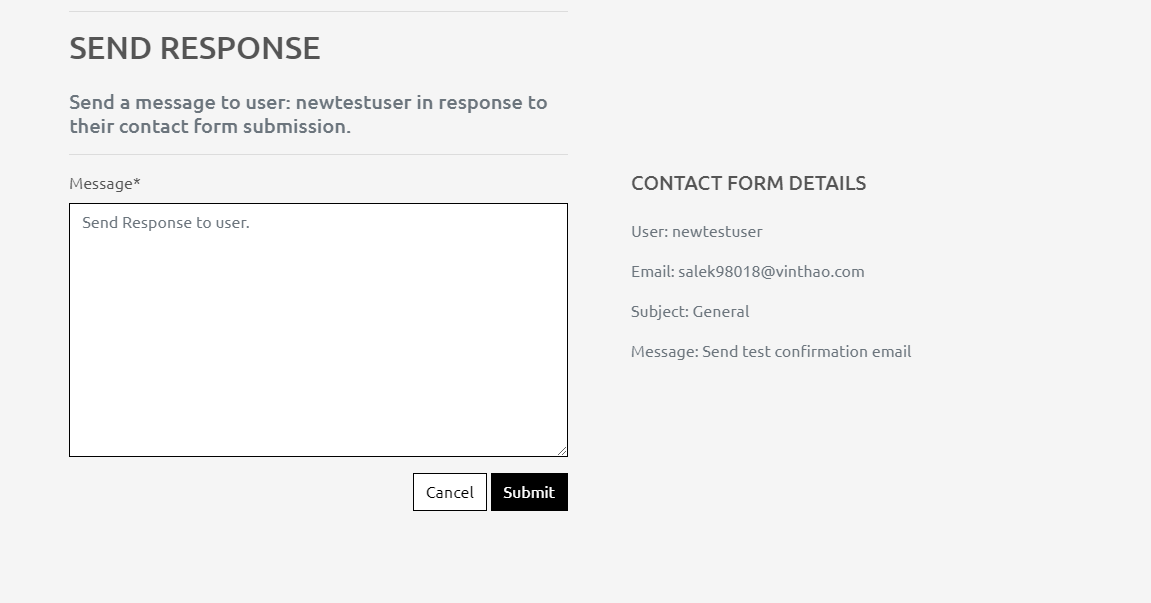 SEND RESPONSE
Send a message to user: newtestuser in response to
their contact form submission.
Message*
Send Response to user.
Cancel
Submit
CONTACT FORM DETAILS
User: newtestuser
Email: salek98018@vinthao.com
Subject: General
Message: Send test confirmation email